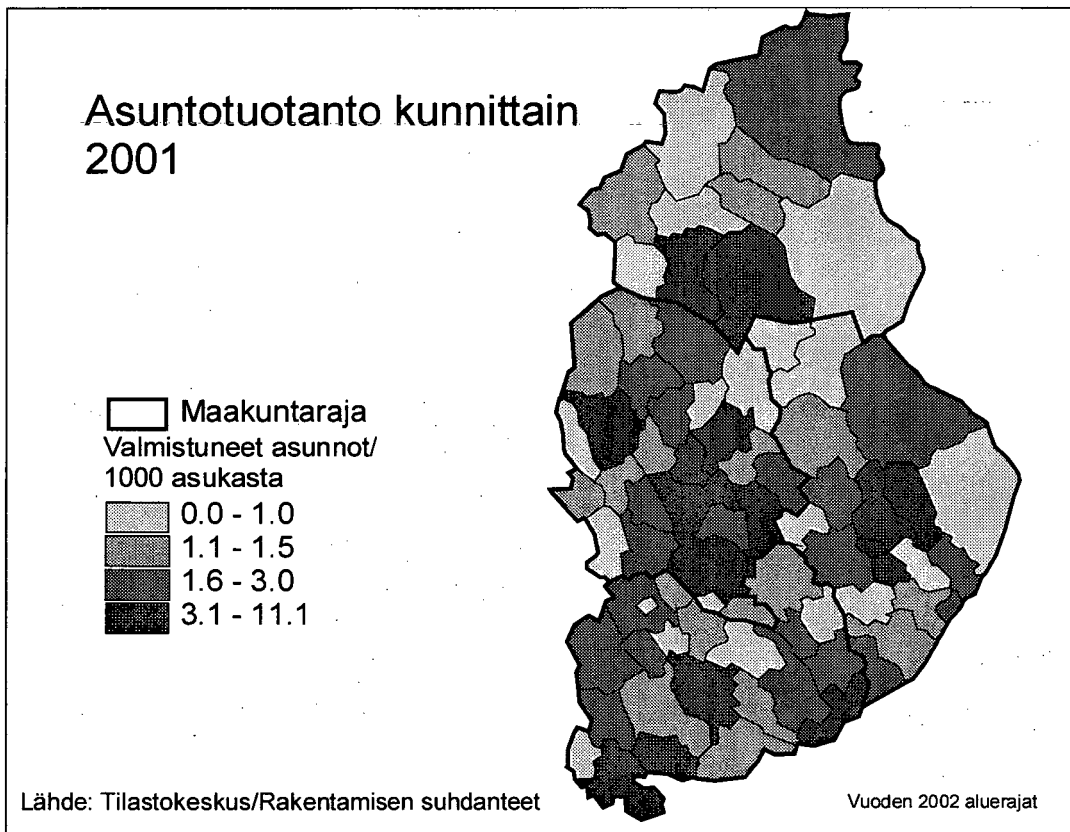 Asuntotuotanto kunnittain
2001
Maakuntaraja
Valmistuneet asunnot/
1000 asukasta
0.0 - 1.0
1.1 - 1.5
1.6 - 3.0
3.1 - 11.1
Lähde: Tilastokeskus/Rakentamisen suhdanteet
Vuoden 2002 aluerajat